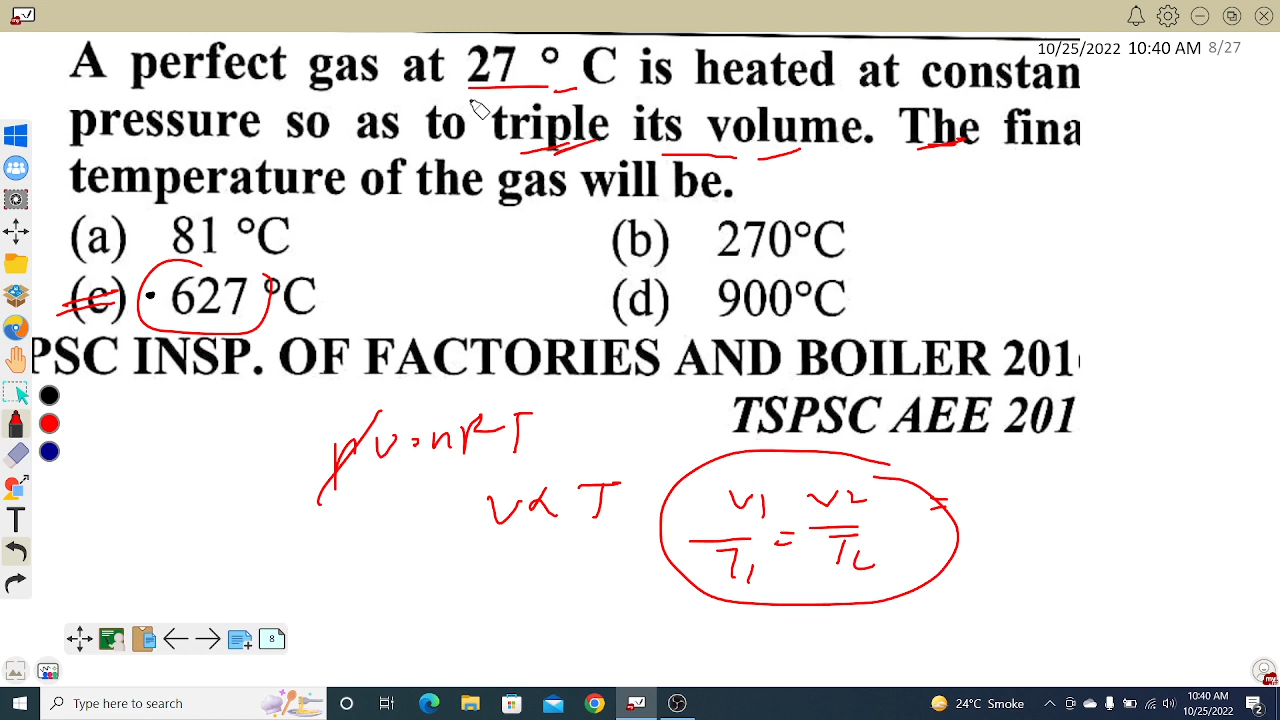 10/25/2022 10:40 AM 8/27
A perfect gas at 27 ° C is heated at constan
pressure so as to triple its volume. The fina
temperature of the gas will be.
(a) 81 °C (b) 270°C
(c) 627 °C (d) 900°C
PSC INSP. OF FACTORIES AND BOILER 201
TSPSC AEE 201
pv = nRT
v ∝ T
v1/T1 = v2/T2 =
8
Type here to search
24°C Smoke
10:40 AM
10/25/2022